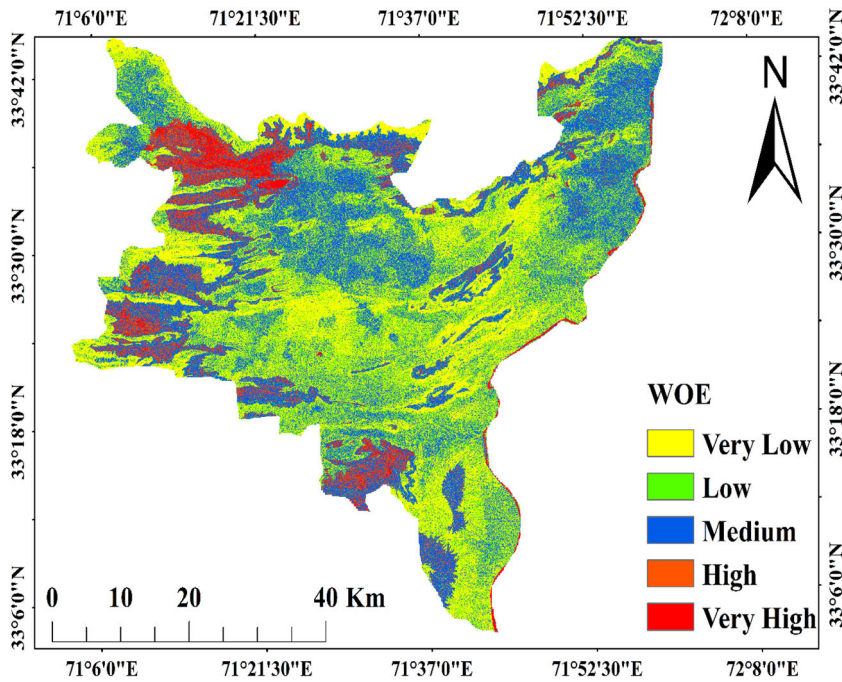 71°6'0"E 71°21'30"E 71°37'0"E 71°52'30"E 72°8'0"E
33°42'0"N 33°42'0"N
N
33°30'0"N 33°30'0"N
33°18'0"N 33°18'0"N
WOE
Very Low
Low
Medium
High
Very High
0 10 20 40 Km
33°6'0"N 33°6'0"N
71°6'0"E 71°21'30"E 71°37'0"E 71°52'30"E 72°8'0"E